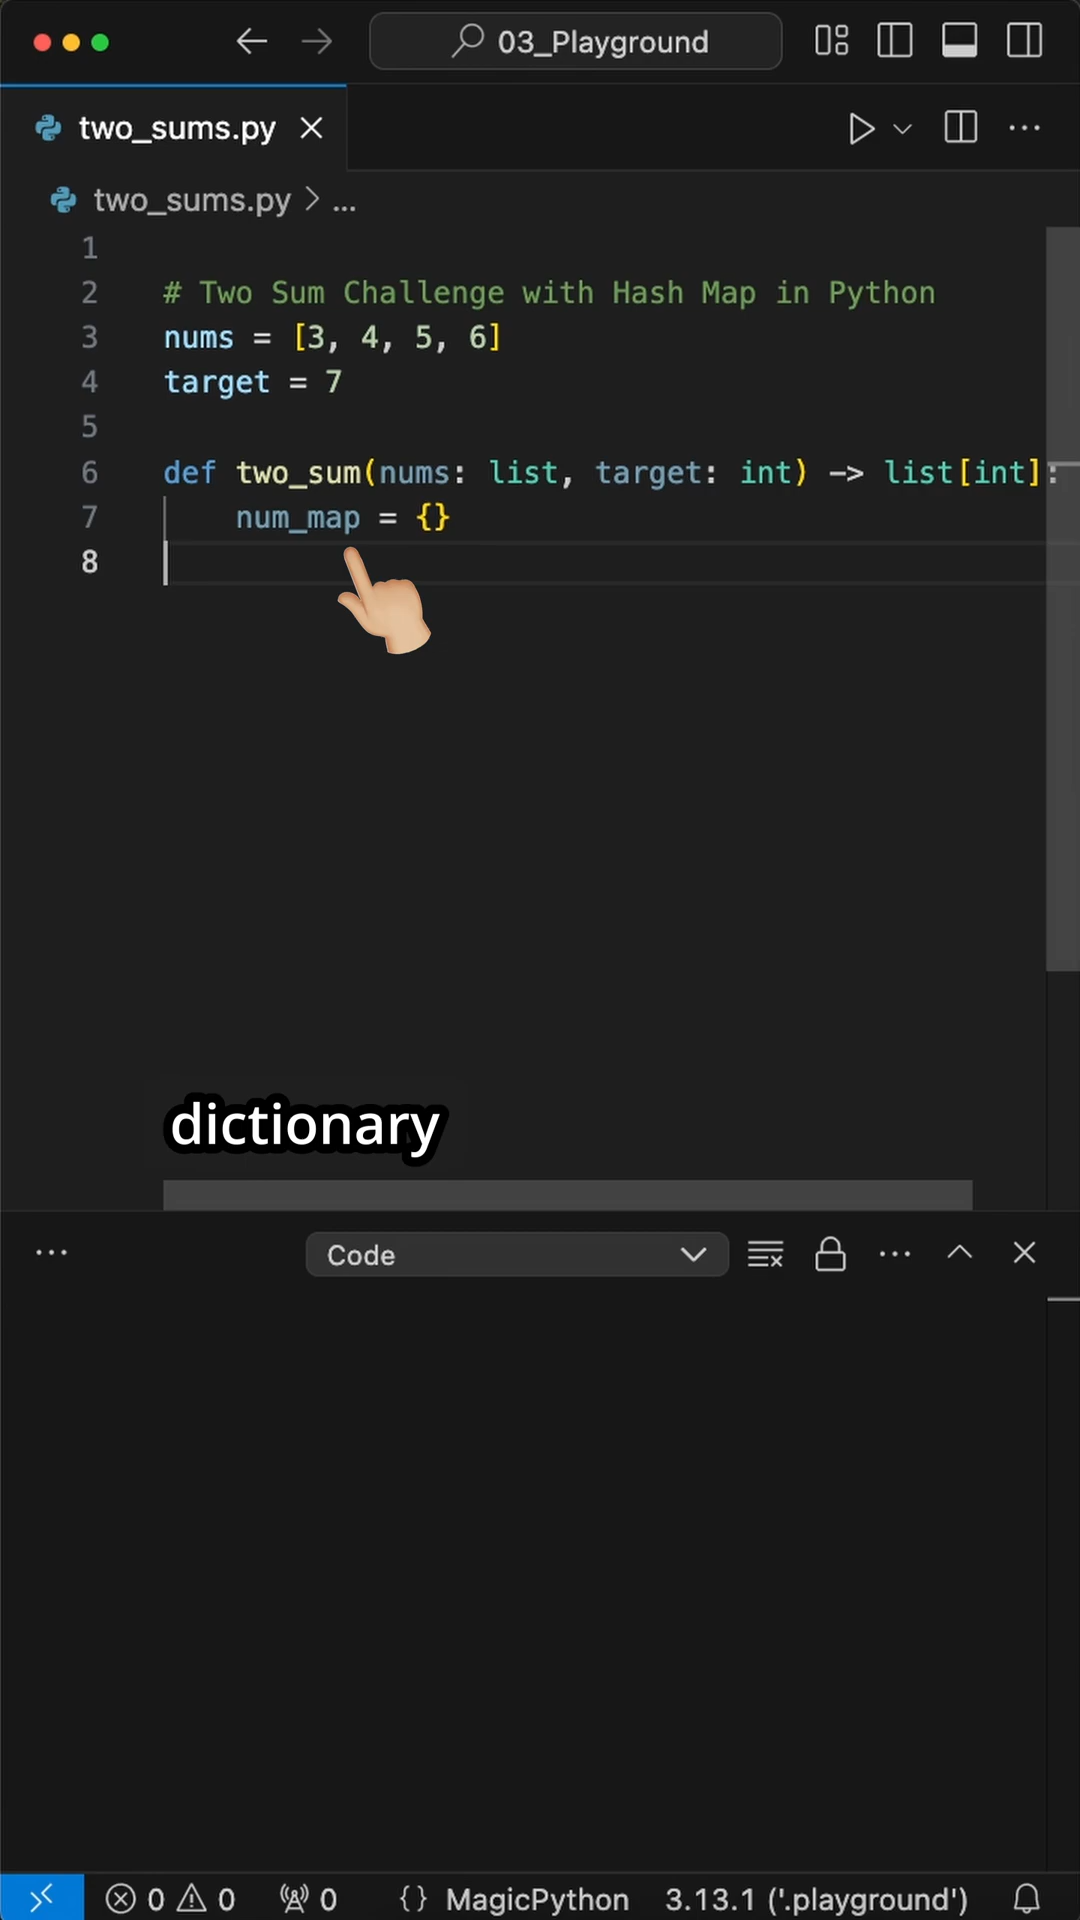 03_Playground
two_sums.py
two_sums.py > ...
1
2 # Two Sum Challenge with Hash Map in Python
3 nums = [3, 4, 5, 6]
4 target = 7
5
6 def two_sum(nums: list, target: int) -> list[int]:
7 num_map = {}
8
dictionary
... Code ...
0 0 0 {} MagicPython 3.13.1 ('.playground')